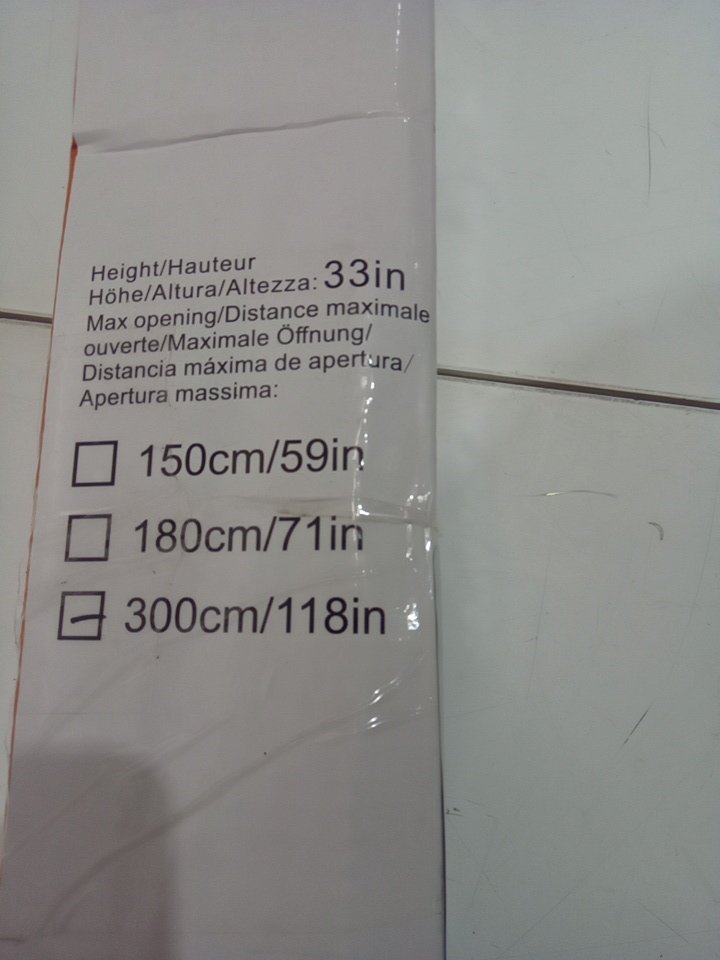 Height/Hauteur
Höhe/Altura/Altezza: 33in
Max opening/Distance maximale
ouverte/Maximale Öffnung/
Distancia máxima de apertura/
Apertura massima:
150cm/59in
180cm/71in
300cm/118in